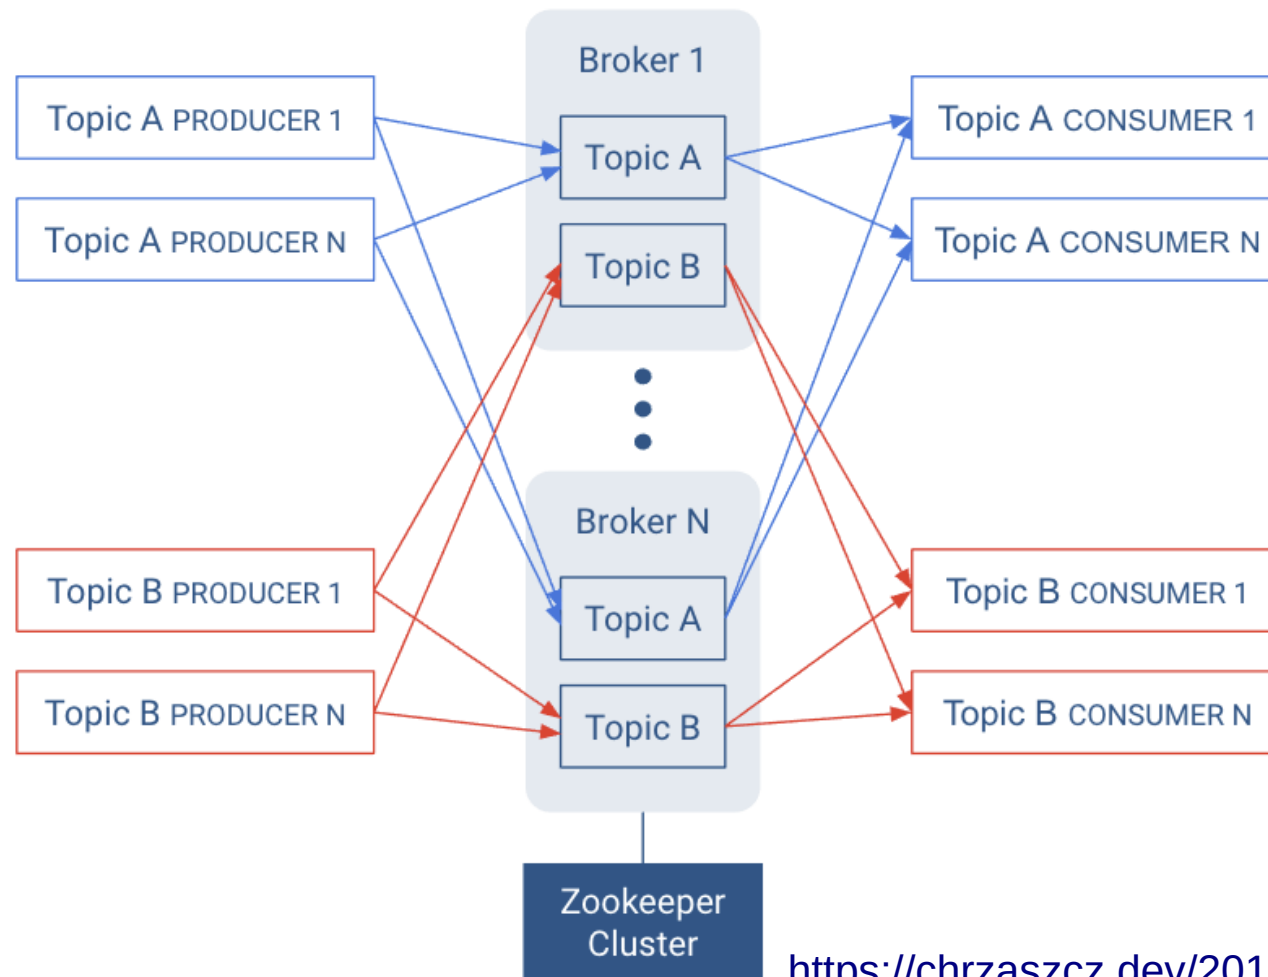 Broker 1
Topic A PRODUCER 1
Topic A
Topic A CONSUMER 1
Topic A PRODUCER N
Topic B
Topic A CONSUMER N
Broker N
Topic B PRODUCER 1
Topic A
Topic B CONSUMER 1
Topic B PRODUCER N
Topic B
Topic B CONSUMER N
Zookeeper
Cluster
https://chrzaszcz.dev/201